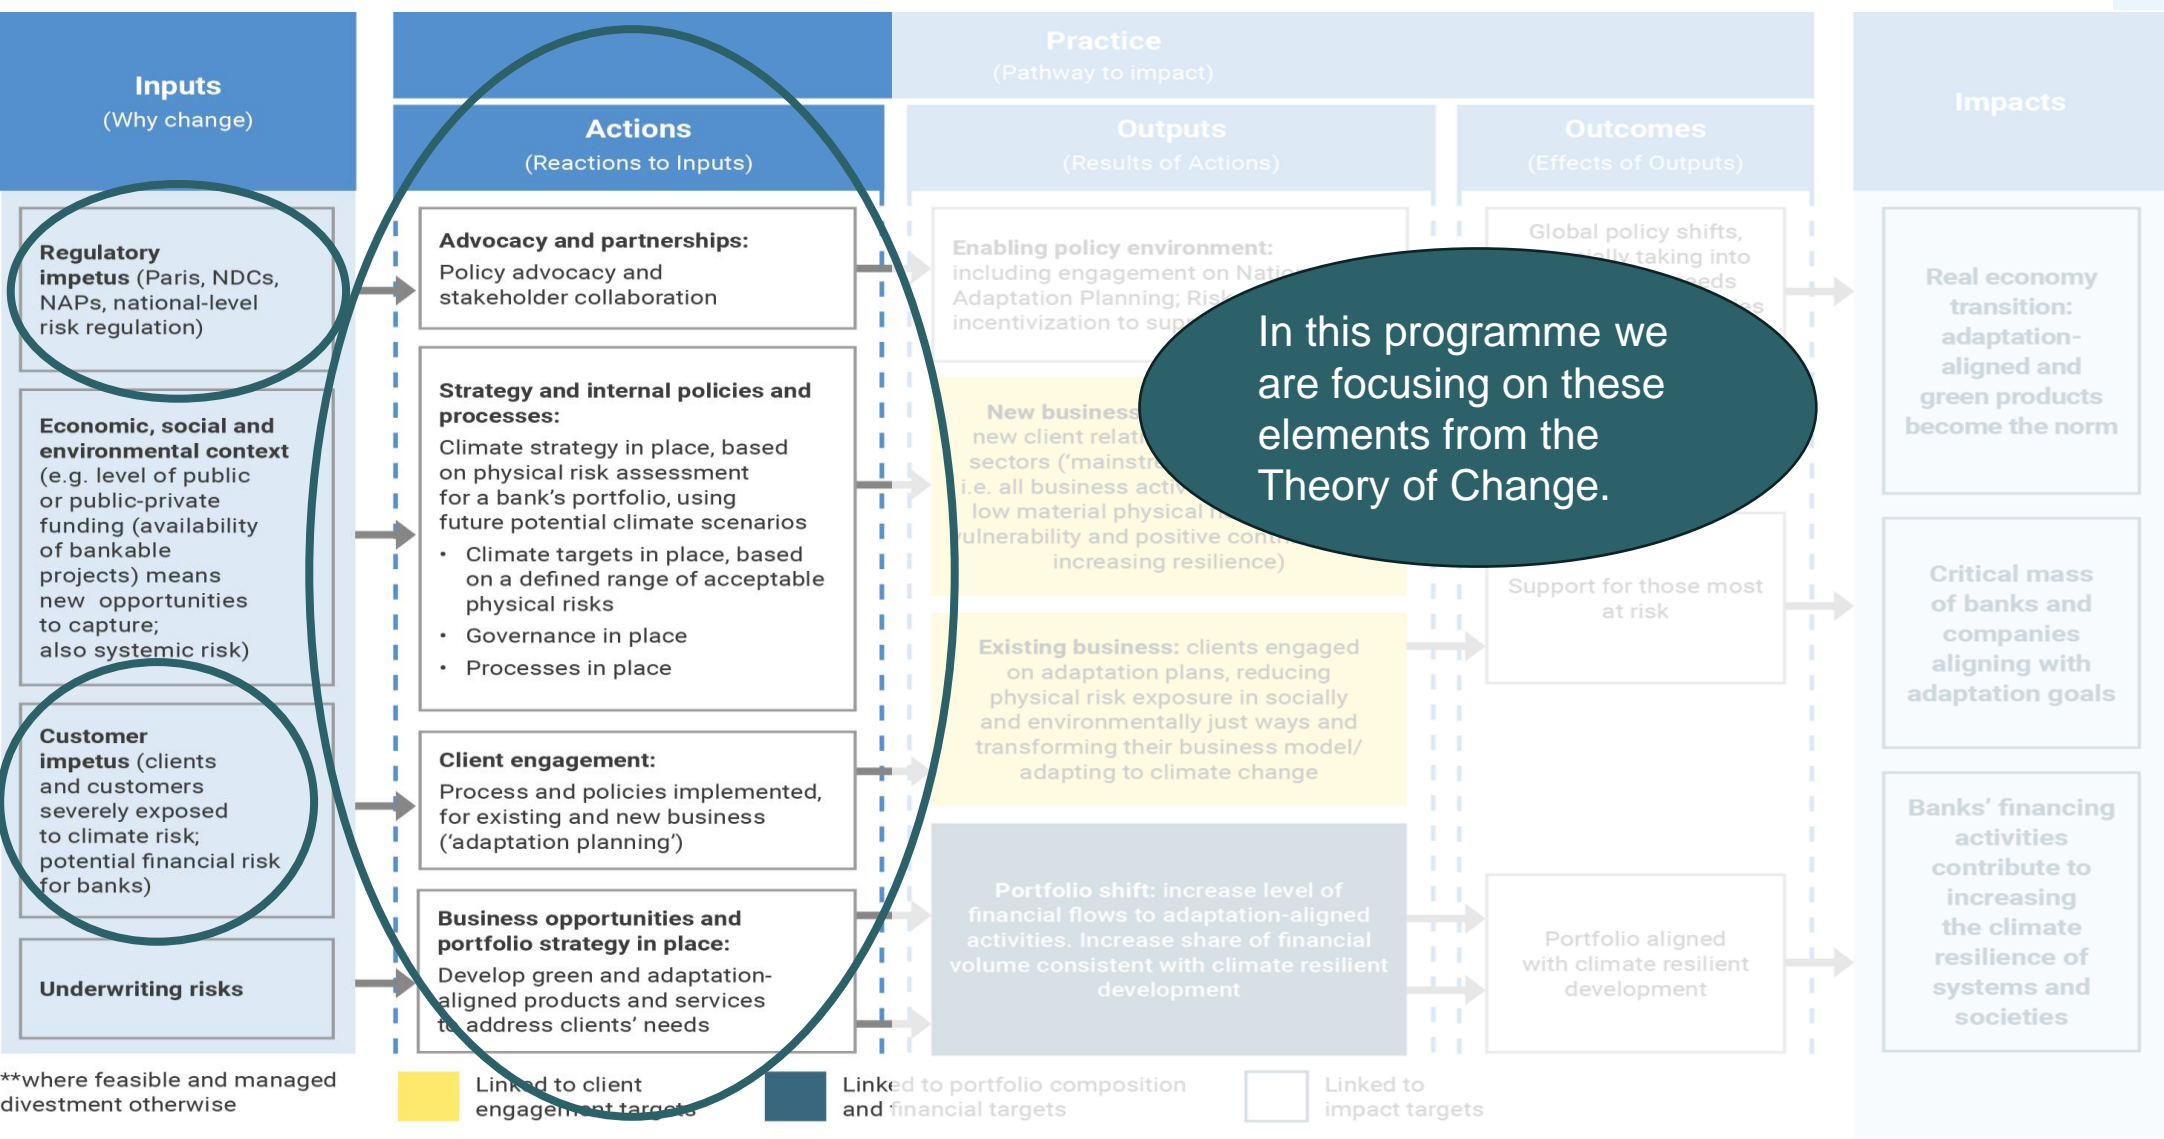 Inputs
(Why change)
Regulatory
impetus (Paris, NDCs,
NAPs, national-level
risk regulation)
Economic, social and
environmental context
(e.g. level of public
or public-private
funding (availability
of bankable
projects) means
new opportunities
to capture;
also systemic risk)
Customer
impetus (clients
and customers
severely exposed
to climate risk;
potential financial risk
for banks)
Underwriting risks
**where feasible and managed
divestment otherwise
Practice
(Pathway to impact)
Actions
(Reactions to Inputs)
Advocacy and partnerships:
Policy advocacy and
stakeholder collaboration
Strategy and internal policies and
processes:
Climate strategy in place, based
on physical risk assessment
for a bank's portfolio, using
future potential climate scenarios
• Climate targets in place, based
on a defined range of acceptable
physical risks
• Governance in place
• Processes in place
Client engagement:
Process and policies implemented,
for existing and new business
('adaptation planning')
Business opportunities and
portfolio strategy in place:
Develop green and adaptation-
aligned products and services
to address clients' needs
Outputs
(Results of Actions)
Enabling policy environment:
including engagement on
Adaptation Planning;
incentivization to
New business
new client
sectors
i.e. all business
low material physical
vulnerability and positive
increasing resilience)
Existing business: clients engaged
on adaptation plans, reducing
physical risk exposure in socially
and environmentally just ways and
transforming their business model/
adapting to climate change
Portfolio shift: increase level of
financial flows to adaptation-aligned
activities. Increase share of financial
volume consistent with climate resilient
development
Outcomes
(Effects of Outputs)
Global policy shifts,
taking into
In this programme we
are focusing on these
elements from the
Theory of Change.
Support for those most
at risk
Portfolio aligned
with climate resilient
development
Impacts
Real economy
transition:
adaptation-
aligned and
green products
become the norm
Critical mass
of banks and
companies
aligning with
adaptation goals
Banks' financing
activities
contribute to
increasing
the climate
resilience of
systems and
societies
Linked to client
engagement targets
Linked to portfolio composition
and financial targets
Linked to
impact targets